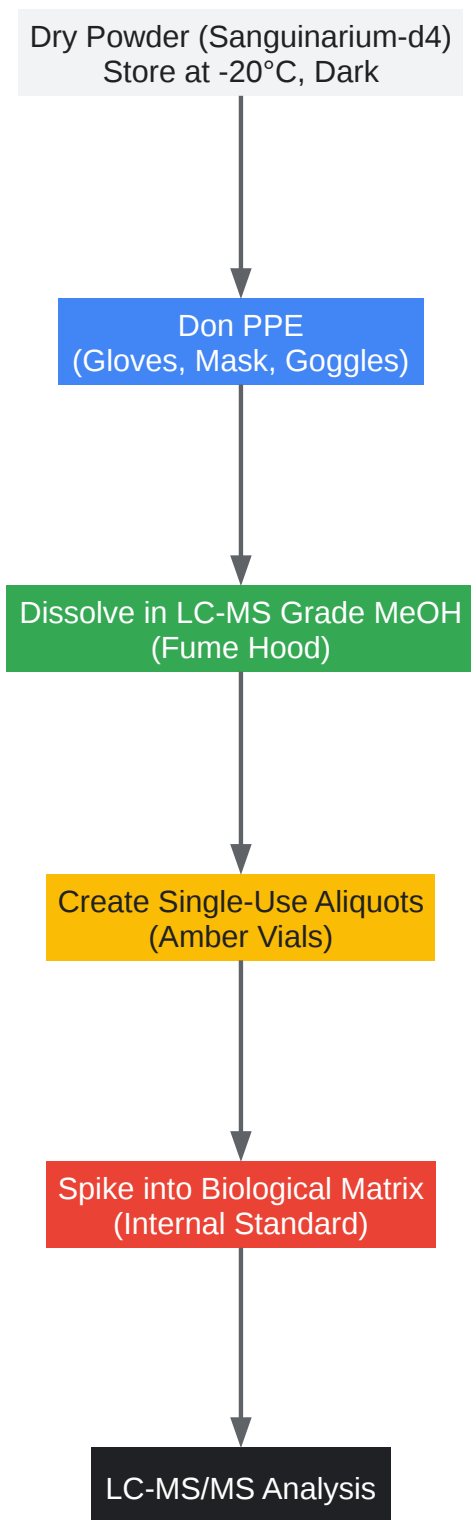 Dry Powder (Sanguinarium-d4)
Store at -20°C, Dark
Don PPE
(Gloves, Mask, Goggles)
Dissolve in LC-MS Grade MeOH
(Fume Hood)
Create Single-Use Aliquots
(Amber Vials)
Spike into Biological Matrix
(Internal Standard)
LC-MS/MS Analysis